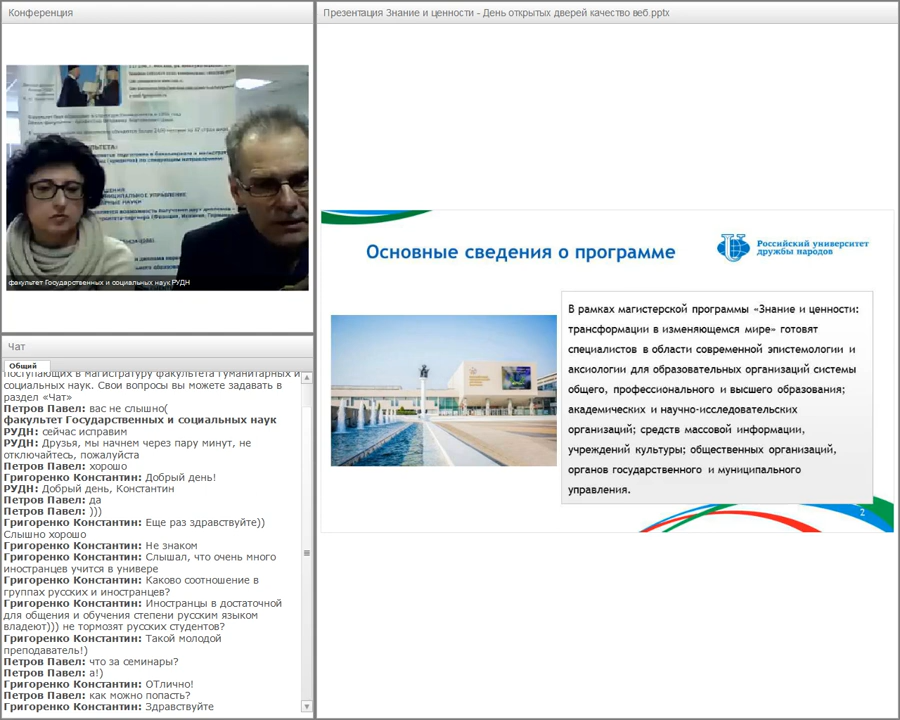 Конференция
факультет Государственных и социальных наук РУДН
Чат
Общий
поступающих в магистратуру факультета гуманитарных и
социальных наук. Свои вопросы вы можете задавать в
раздел «Чат»
Петров Павел: вас не слышно(
факультет Государственных и социальных наук
РУДН: сейчас исправим
РУДН: Друзья, мы начнем через пару минут, не
отключайтесь, пожалуйста
Петров Павел: хорошо
Григоренко Константин: Добрый день!
РУДН: Добрый день, Константин
Петров Павел: да
Петров Павел: )))
Григоренко Константин: Еще раз здравствуйте))
Слышно хорошо
Григоренко Константин: Не знаком
Григоренко Константин: Слышал, что очень много
иностранцев учится в универе
Григоренко Константин: Каково соотношение в
группах русских и иностранцев?
Григоренко Константин: Иностранцы в достаточной
для общения и обучения степени русским языком
владеют))) не тормозят русских студентов?
Григоренко Константин: Такой молодой
преподаватель!)
Петров Павел: что за семинары?
Петров Павел: а!)
Григоренко Константин: ОТлично!
Петров Павел: как можно попасть?
Григоренко Константин: Здравствуйте
Презентация Знание и ценности - День открытых дверей качество веб.pptx
Основные сведения о программе
Российский университет
дружбы народов
В рамках магистерской программы «Знание и ценности:
трансформации в изменяющемся мире» готовят
специалистов в области современной эпистемологии и
аксиологии для образовательных организаций системы
общего, профессионального и высшего образования;
академических и научно-исследовательских
организаций; средств массовой информации,
учреждений культуры; общественных организаций,
органов государственного и муниципального
управления.
2